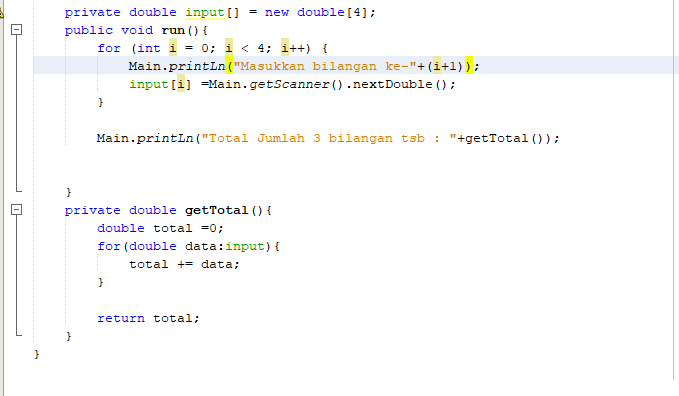 private double input[] = new double[4];
public void run(){
for (int i = 0; i < 4; i++) {
Main.printLn("Masukkan bilangan ke-"+(i+1));
input[i] =Main.getScanner().nextDouble();
}
Main.printLn("Total Jumlah 3 bilangan tsb : "+getTotal());
}
private double getTotal(){
double total =0;
for(double data:input){
total += data;
}
return total;
}
}